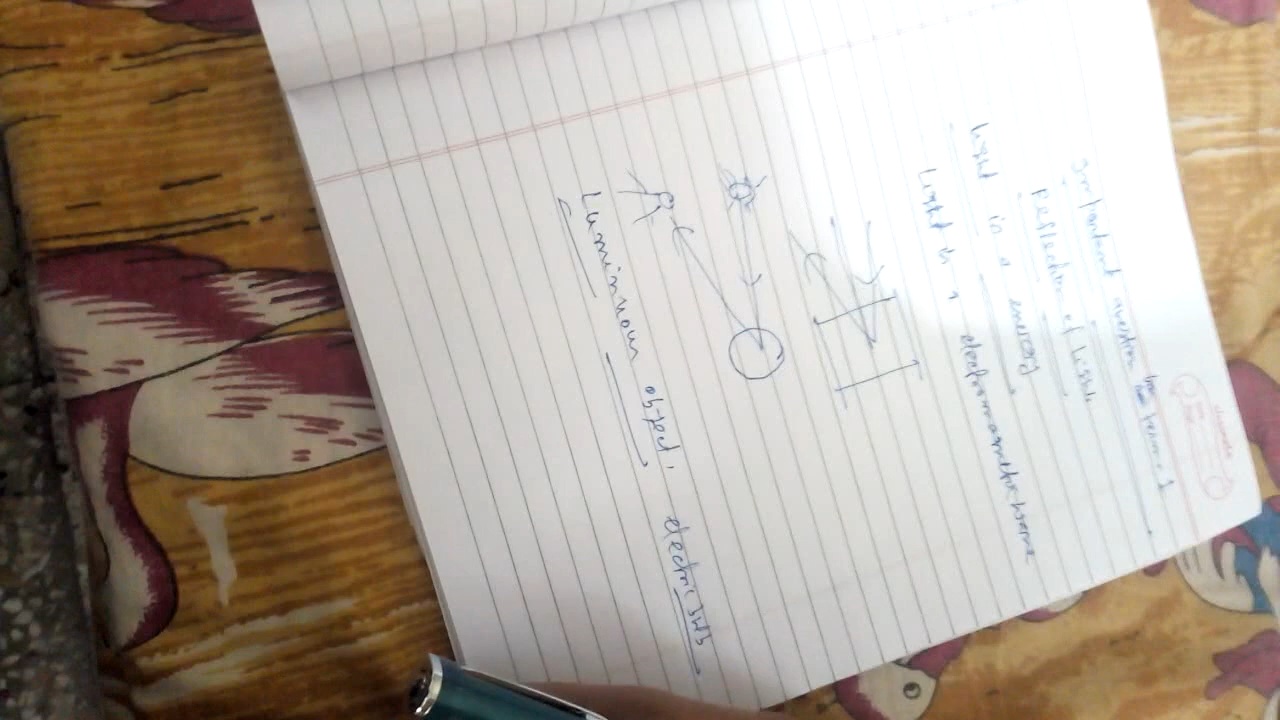 Important question for term-1
Reflection of light
light is a energy
light is a electromagnetic wave
Luminous object. electric bulb